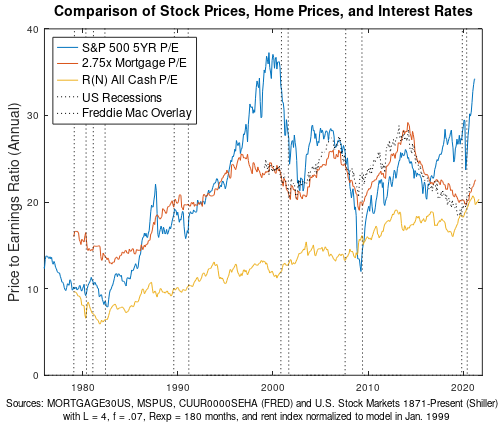 Comparison of Stock Prices, Home Prices, and Interest Rates
Price to Earnings Ratio (Annual)
40
30
20
10
0
S&P 500 5YR P/E
2.75x Mortgage P/E
R(N) All Cash P/E
US Recessions
Freddie Mac Overlay
1980 1990 2000 2010 2020
Sources: MORTGAGE30US, MSPUS, CUUR0000SEHA (FRED) and U.S. Stock Markets 1871-Present (Shiller)
with L = 4, f = .07, Rexp = 180 months, and rent index normalized to model in Jan. 1999